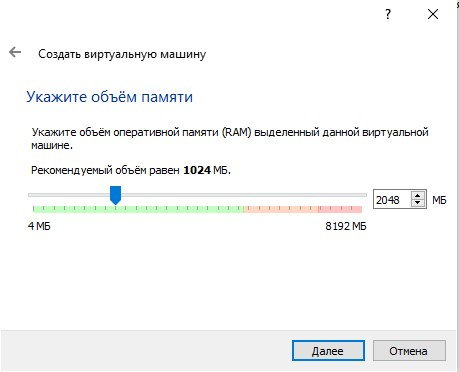 ?
Создать виртуальную машину
Укажите объём памяти
Укажите объём оперативной памяти (RAM) выделенный данной виртуальной
машине.
Рекомендуемый объём равен 1024 МБ.
2048 МБ
4 МБ 8192 МБ
Далее Отмена